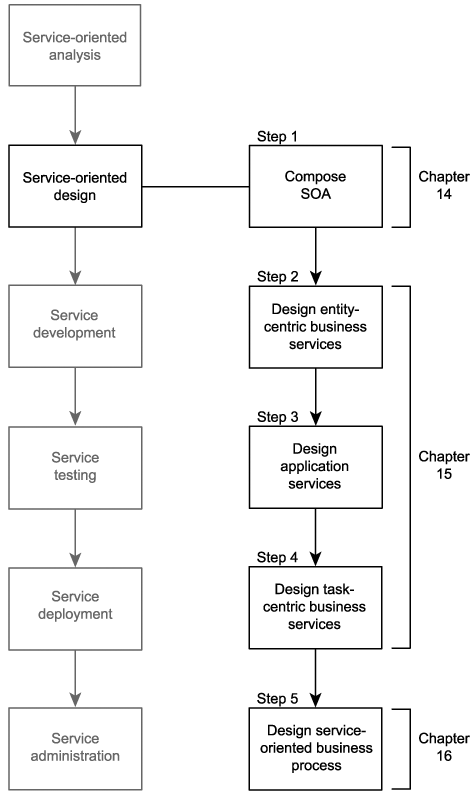 Service-oriented
analysis
Service-oriented
design
Service
development
Service
testing
Service
deployment
Service
administration
Step 1
Compose
SOA
Step 2
Design entity-
centric business
services
Step 3
Design
application
services
Step 4
Design task-
centric business
services
Step 5
Design service-
oriented business
process
Chapter
14
Chapter
15
Chapter
16